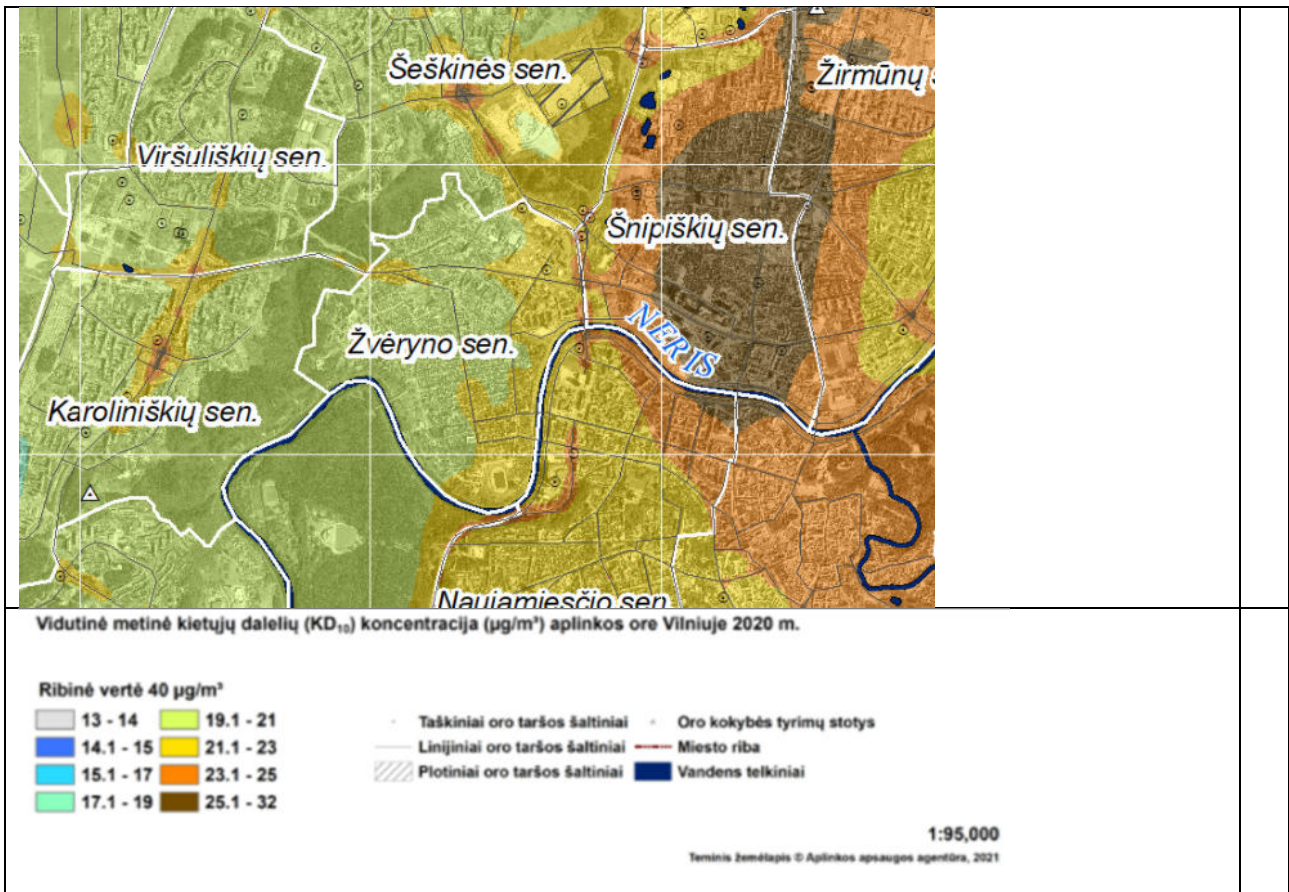 Šeškinės sen.
Žirmūnų s
Viršuliškių sen.
Šnipiškių sen.
NERIS
Žvėryno sen.
Karoliniškių sen.
Naujamiesčio sen
Vidutinė metinė kietųjų dalelių (KD₁₀) koncentracija (µg/m³) aplinkos ore Vilniuje 2020 m.
Ribinė vertė 40 µg/m³
13 - 14 19.1 - 21 Taškiniai oro taršos šaltiniai Oro kokybės tyrimų stotys
14.1 - 15 21.1 - 23 Linijiniai oro taršos šaltiniai Miesto riba
15.1 - 17 23.1 - 25 Plotiniai oro taršos šaltiniai Vandens telkiniai
17.1 - 19 25.1 - 32
1:95,000
Teminis žemėlapis © Aplinkos apsaugos agentūra, 2021